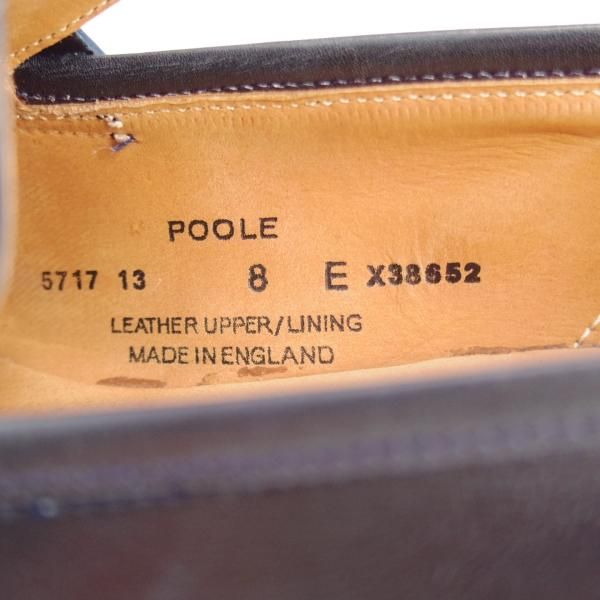 POOLE
5717 13 8 E X38652
LEATHER UPPER/LINING
MADE IN ENGLAND